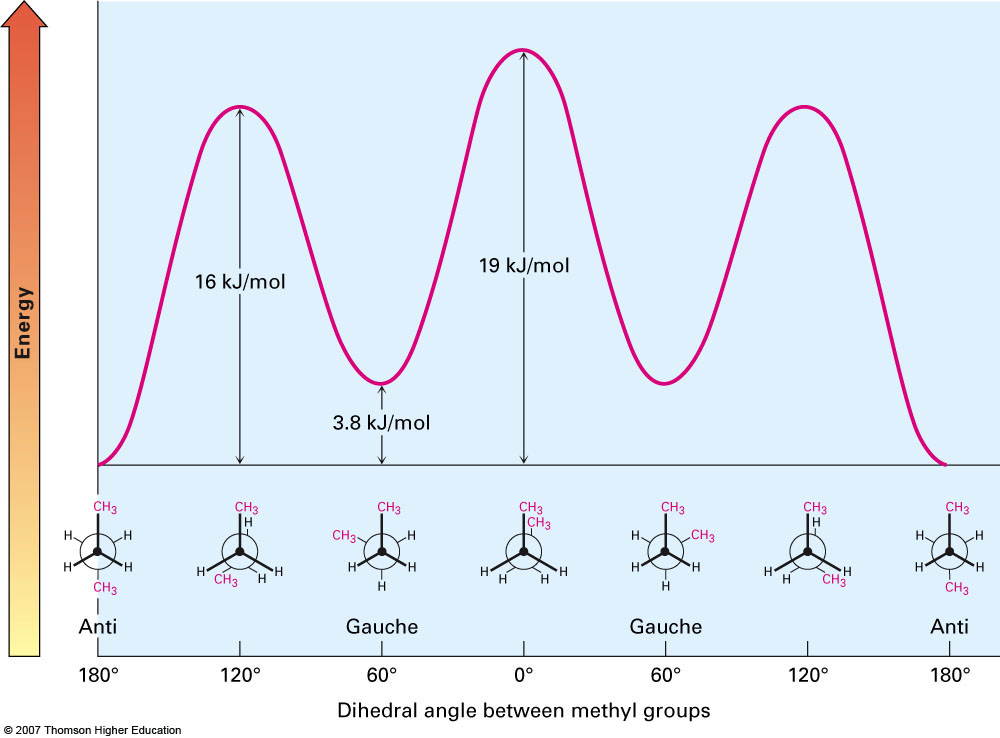 Energy
16 kJ/mol
19 kJ/mol
3.8 kJ/mol
CH₃
H H
H H
CH₃
CH₃
H
H H
CH₃ H
CH₃
CH₃ H
H H
H
CH₃
CH₃
H H
H H
CH₃
H CH₃
H H
H
CH₃
H
H H
H CH₃
CH₃
H H
H H
CH₃
Anti Gauche Gauche Anti
180° 120° 60° 0° 60° 120° 180°
Dihedral angle between methyl groups
© 2007 Thomson Higher Education